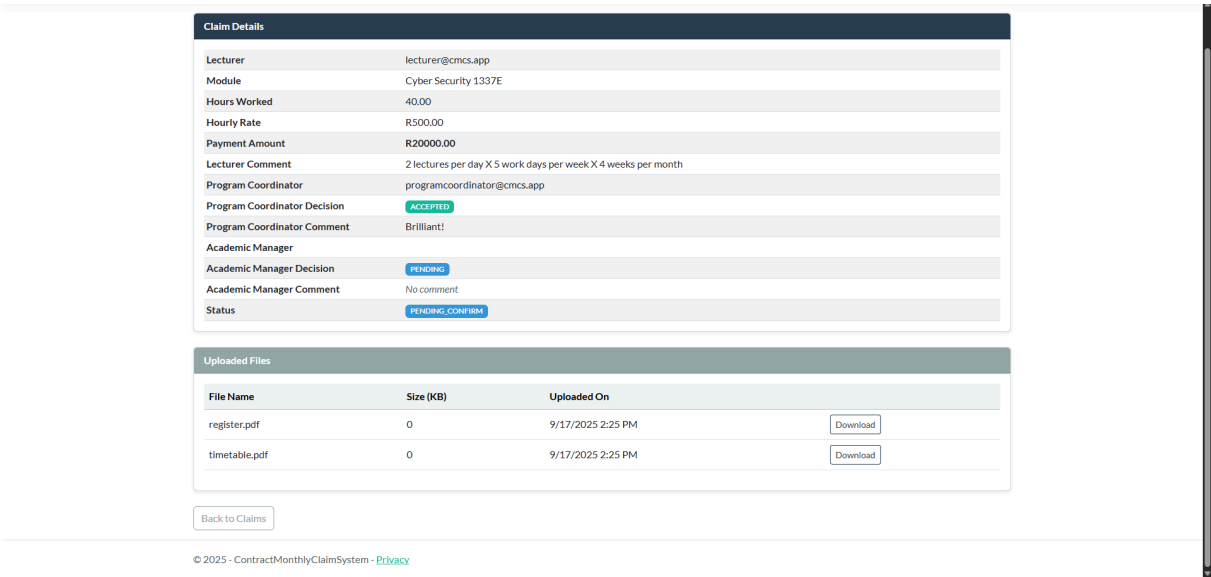 Claim Details
Lecturer lecturer@cmcs.app
Module Cyber Security 1337E
Hours Worked 40.00
Hourly Rate R500.00
Payment Amount R20000.00
Lecturer Comment 2 lectures per day X 5 work days per week X 4 weeks per month
Program Coordinator programcoordinator@cmcs.app
Program Coordinator Decision ACCEPTED
Program Coordinator Comment Brilliant!
Academic Manager
Academic Manager Decision PENDING
Academic Manager Comment No comment
Status PENDING_CONFIRM
Uploaded Files
File Name Size (KB) Uploaded On
register.pdf 0 9/17/2025 2:25 PM Download
timetable.pdf 0 9/17/2025 2:25 PM Download
Back to Claims
© 2025 - ContractMonthlyClaimSystem - Privacy